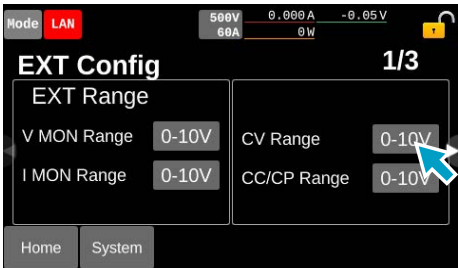 Mode LAN 500V 60A 0.000A -0.05V 0W
EXT Config 1/3
EXT Range
V MON Range 0-10V CV Range 0-10V
I MON Range 0-10V CC/CP Range 0-10V
Home System